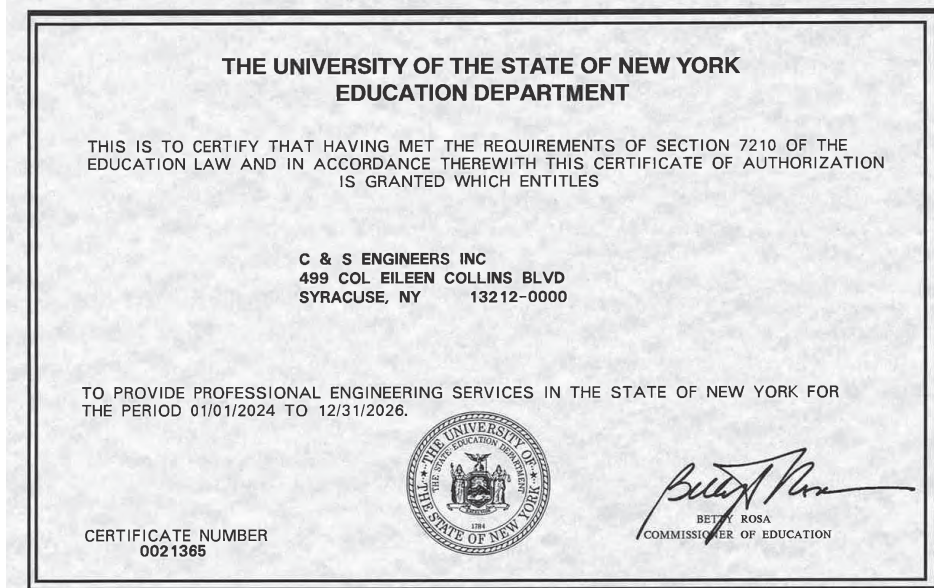 THE UNIVERSITY OF THE STATE OF NEW YORK
EDUCATION DEPARTMENT
THIS IS TO CERTIFY THAT HAVING MET THE REQUIREMENTS OF SECTION 7210 OF THE
EDUCATION LAW AND IN ACCORDANCE THEREWITH THIS CERTIFICATE OF AUTHORIZATION
IS GRANTED WHICH ENTITLES
C & S ENGINEERS INC
499 COL EILEEN COLLINS BLVD
SYRACUSE, NY 13212-0000
TO PROVIDE PROFESSIONAL ENGINEERING SERVICES IN THE STATE OF NEW YORK FOR
THE PERIOD 01/01/2024 TO 12/31/2026.
THE UNIVERSITY OF THE STATE OF NEW YORK
THE STATE EDUCATION DEPARTMENT
EXCELSIOR
1784
Betty Rosa
BETTY ROSA
COMMISSIONER OF EDUCATION
CERTIFICATE NUMBER
0021365